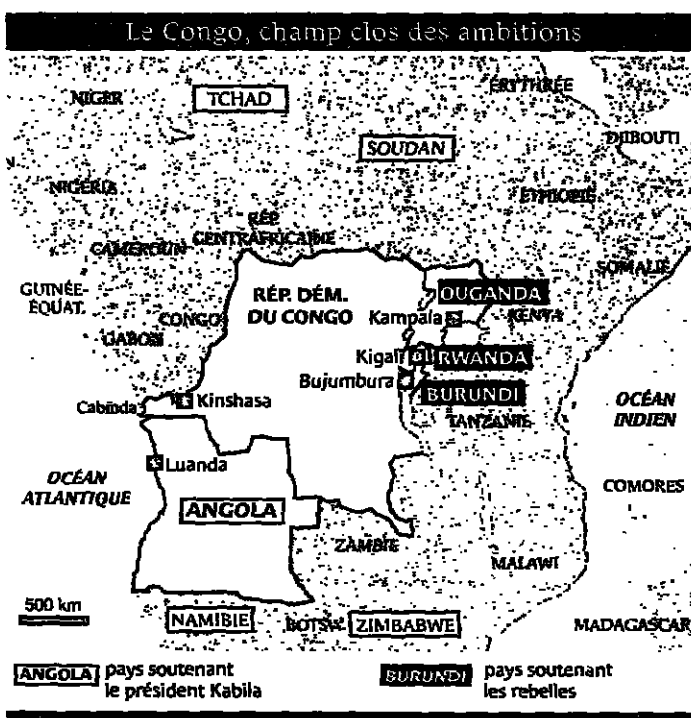 Le Congo, champ clos des ambitions
NIGER
TCHAD
ÉRYTHRÉE
SOUDAN
DJIBOUTI
NIGÉRIA
ÉTHIOPIE
RÉP.
CENTRAFRICAINE
CAMEROUN
SOMALIE
GUINÉE-
ÉQUAT.
RÉP. DÉM.
DU CONGO
OUGANDA
CONGO
Kampala
KENYA
GABON
Kigali
RWANDA
Bujumbura
BURUNDI
Cabinda
Kinshasa
TANZANIE
OCÉAN
INDIEN
Luanda
OCÉAN
ATLANTIQUE
COMORES
ANGOLA
ZAMBIE
MALAWI
500 km
NAMIBIE
BOTSW.
ZIMBABWE
MADAGASCAR
ANGOLA pays soutenant
le président Kabila
BURUNDI pays soutenant
les rebelles